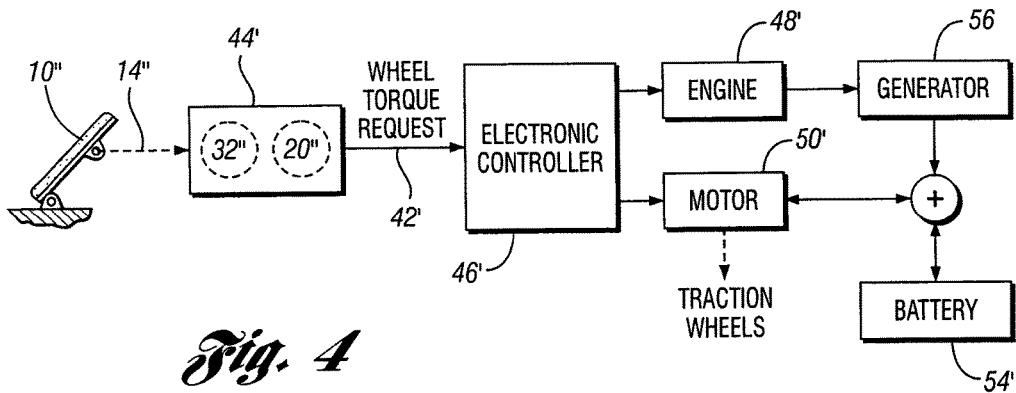 10"
14"
44'
32"
20"
WHEEL
TORQUE
REQUEST
42'
ELECTRONIC
CONTROLLER
46'
48'
ENGINE
56
GENERATOR
50'
MOTOR
+
TRACTION
WHEELS
BATTERY
54'
Fig. 4